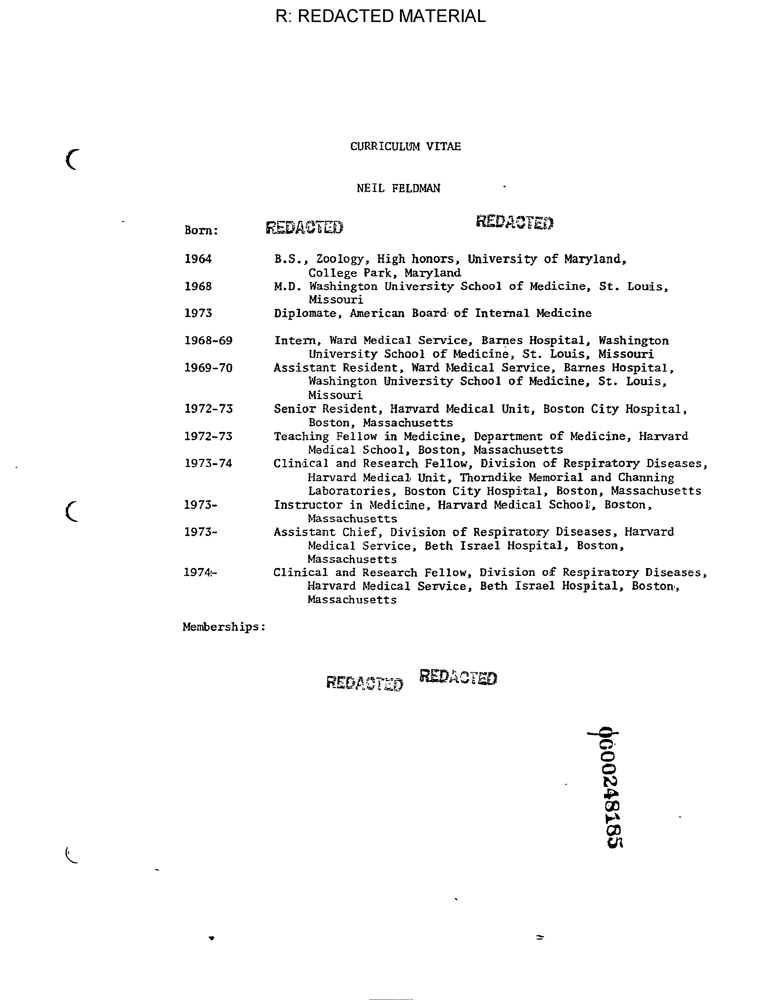 R: REDACTED MATERIAL
CURRICULUM VITAE
NEIL FELDMAN
Born: REDACTED REDACTED
1964 B.S., Zoology, High honors, University of Maryland,
College Park, Maryland
1968 M.D. Washington University School of Medicine, St. Louis,
Missouri
1973 Diplomate, American Board of Internal Medicine
1968-69 Intern, Ward Medical Service, Barnes Hospital, Washington
University School of Medicine, St. Louis, Missouri
1969-70 Assistant Resident, Ward Medical Service, Barnes Hospital,
Washington University School of Medicine, St. Louis,
Missouri
1972-73 Senior Resident, Harvard Medical Unit, Boston City Hospital,
Boston, Massachusetts
1972-73 Teaching Fellow in Medicine, Department of Medicine, Harvard
Medical School, Boston, Massachusetts
1973-74 Clinical and Research Fellow, Division of Respiratory Diseases,
Harvard Medical Unit, Thorndike Memorial and Channing
Laboratories, Boston City Hospital, Boston, Massachusetts
1973- Instructor in Medicine, Harvard Medical School, Boston,
Massachusetts
1973- Assistant Chief, Division of Respiratory Diseases, Harvard
Medical Service, Beth Israel Hospital, Boston,
Massachusetts
1974- Clinical and Research Fellow, Division of Respiratory Diseases,
Harvard Medical Service, Beth Israel Hospital, Boston,
Massachusetts
Memberships:
REDACTED REDACTED